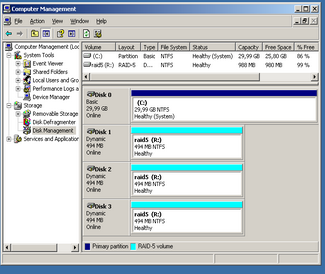 Computer Management
File Action View Window Help
Computer Management (Loc
System Tools
Event Viewer
Shared Folders
Local Users and Gro
Performance Logs a
Device Manager
Storage
Removable Storage
Disk Defragmenter
Disk Management
Services and Application
Volume Layout Type File System Status Capacity Free Space % Free
(C:) Partition Basic NTFS Healthy (System) 29,99 GB 25,80 GB 86 %
raid5 (R:) RAID-5 D... NTFS Healthy 988 MB 980 MB 99 %
Disk 0
Basic
29,99 GB
Online
(C:)
29,99 GB NTFS
Healthy (System)
Disk 1
Dynamic
494 MB
Online
raid5 (R:)
494 MB NTFS
Healthy
Disk 2
Dynamic
494 MB
Online
raid5 (R:)
494 MB NTFS
Healthy
Disk 3
Dynamic
494 MB
Online
raid5 (R:)
494 MB NTFS
Healthy
Primary partition RAID-5 volume